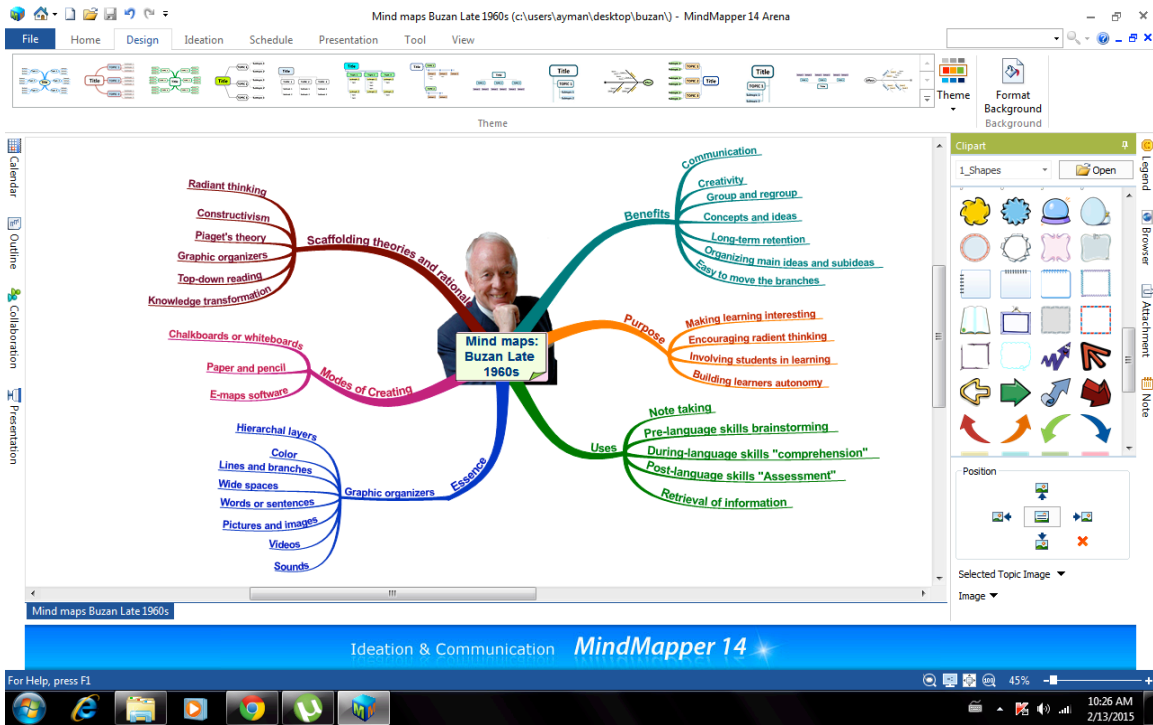 Mind maps Buzan Late 1960s (c:\users\ayman\desktop\buzan\) - MindMapper 14 Arena
File Home Design Ideation Schedule Presentation Tool View
Theme
Format
Background
Theme
Background
Calendar
Outline
Collaboration
Presentation
Radiant thinking
Constructivism
Piaget's theory
Graphic organizers
Top-down reading
Knowledge transformation
Scaffolding theories and rational
Chalkboards or whiteboards
Paper and pencil
E-maps software
Modes of Creating
Hierarchal layers
Color
Lines and branches
Wide spaces
Words or sentences
Pictures and images
Videos
Sounds
Graphic organizers
Essence
Mind maps:
Buzan Late
1960s
Benefits
Communication
Creativity
Group and regroup
Concepts and ideas
Long-term retention
Organizing main ideas and subideas
Easy to move the branches
Purpose
Making learning interesting
Encouraging radient thinking
Involving students in learning
Building learners autonomy
Uses
Note taking
Pre-language skills brainstorming
During-language skills "comprehension"
Post-language skills "Assessment"
Retrieval of information
Clipart
1_Shapes
Open
Position
Selected Topic Image
Image
Legend
Browser
Attachment
Note
Mind maps Buzan Late 1960s
Ideation & Communication MindMapper 14
For Help, press F1
45%
10:26 AM
2/13/2015